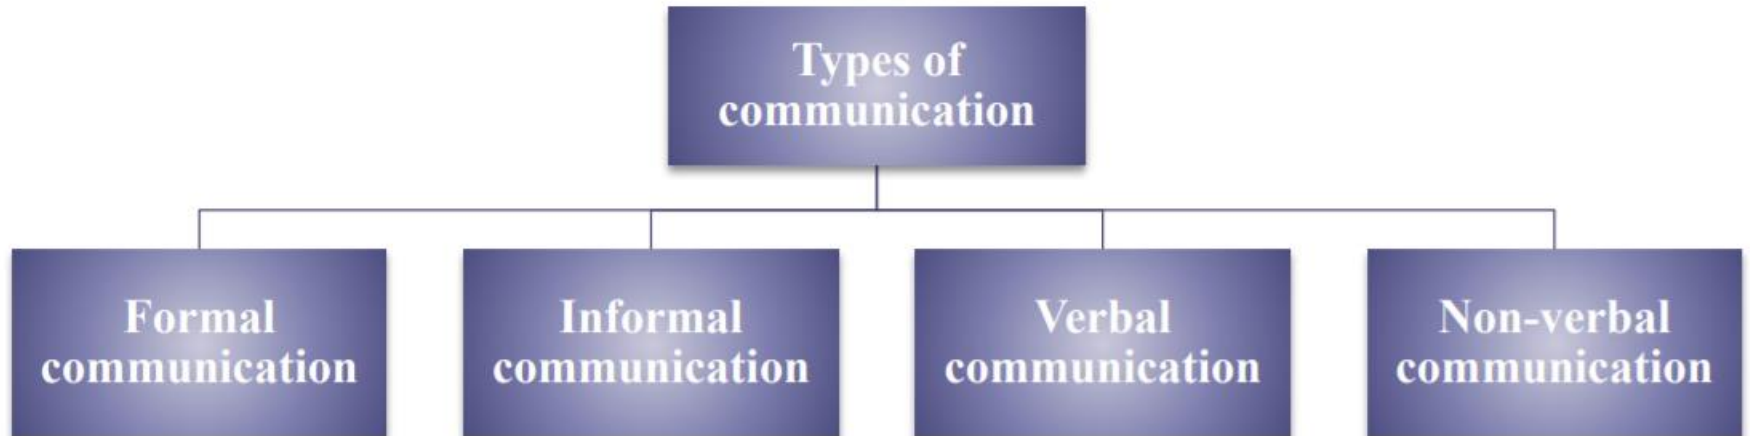 Types of
communication
Formal
communication
Informal
communication
Verbal
communication
Non-verbal
communication